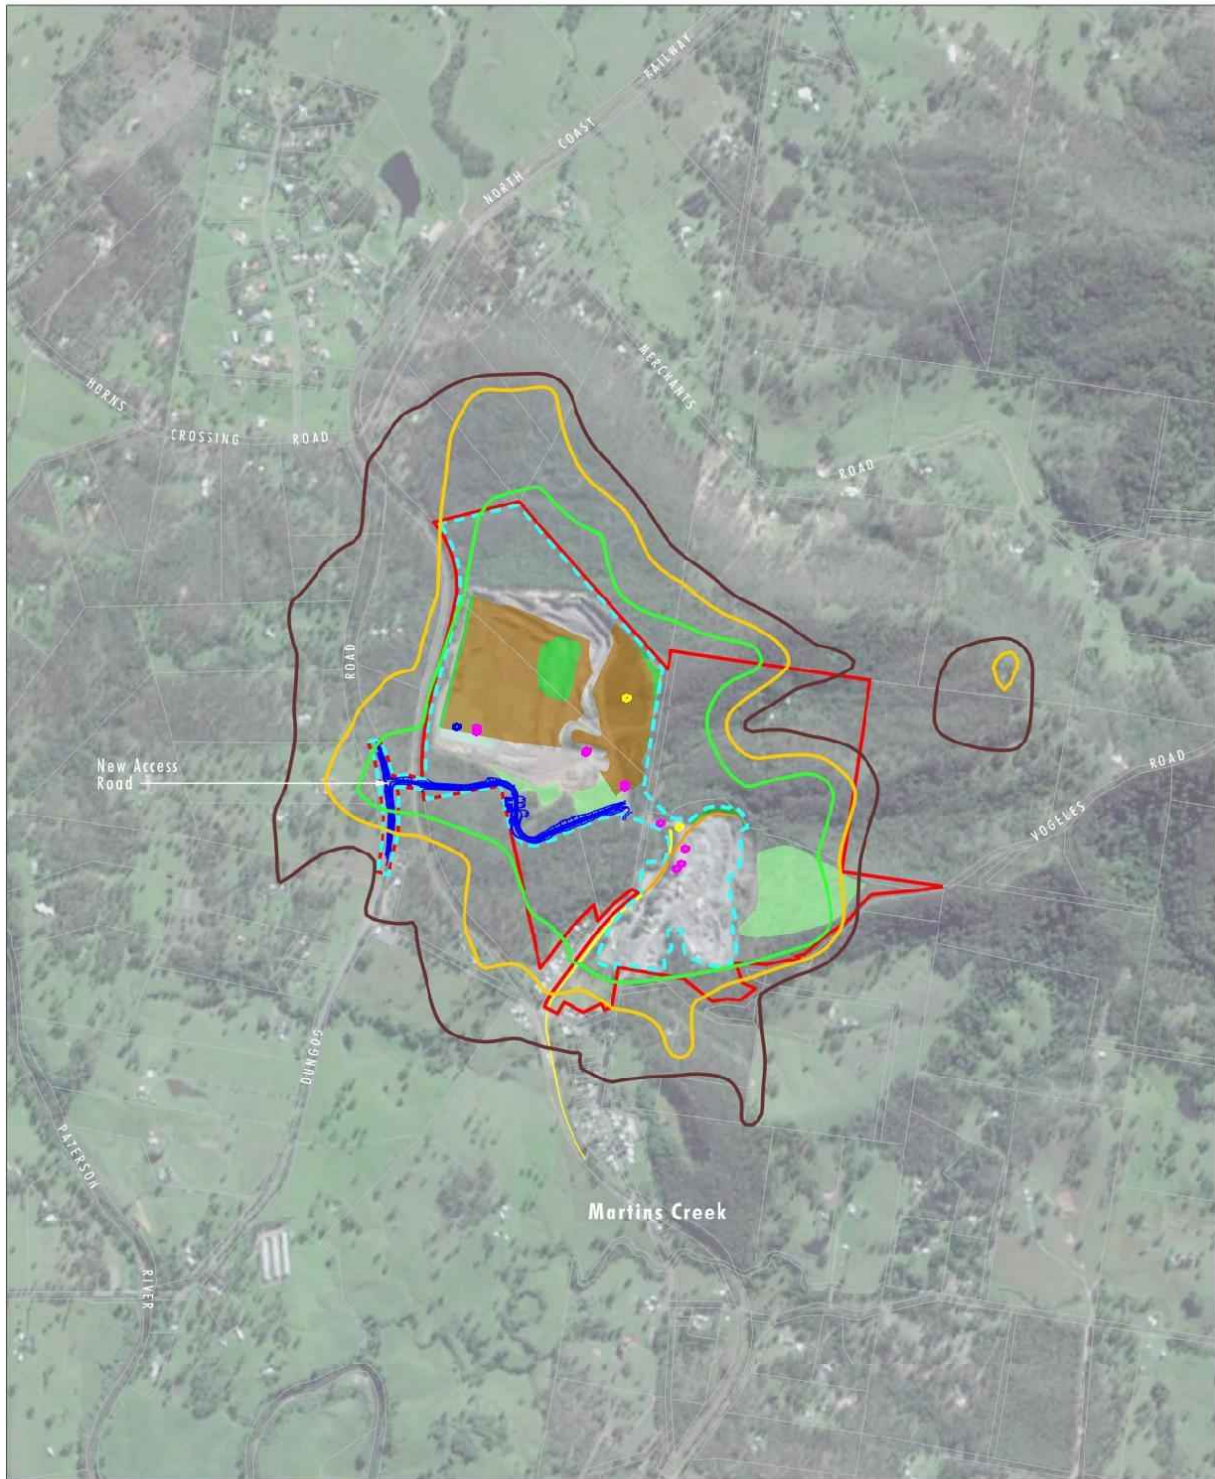 RAILWAY
COAST
NORTH
MERCHANTS
HORNS
CROSSING ROAD
ROAD
ROAD
New Access
Road
ROAD
VOGELES
DUNGOG
PATERSON
Martins Creek
RIVER